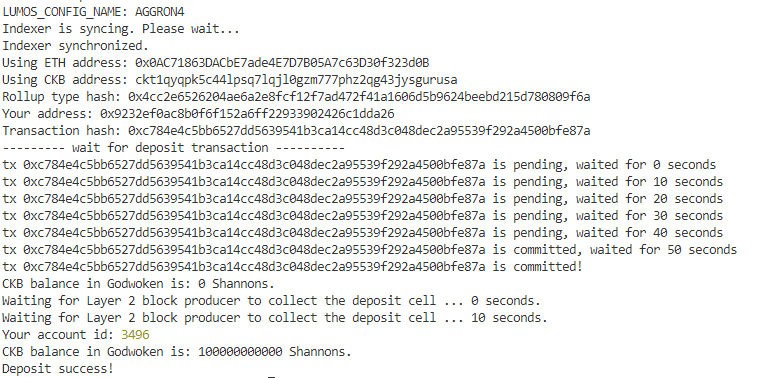 LUMOS_CONFIG_NAME: AGGRON4
Indexer is syncing. Please wait...
Indexer synchronized.
Using ETH address: 0x0AC71863DACbE7ade4E7D7B05A7c63D30f323d0B
Using CKB address: ckt1qyqpk5c44lpsq7lqjl0gzm777phz2qg43jysgurusa
Rollup type hash: 0x4cc2e6526204ae6a2e8fcf12f7ad472f41a1606d5b9624beebd215d780809f6a
Your address: 0x9232ef0ac8b0f6f152a6ff22933902426c1dda26
Transaction hash: 0xc784e4c5bb6527dd5639541b3ca14cc48d3c048dec2a95539f292a4500bfe87a
--------- wait for deposit transaction ----------
tx 0xc784e4c5bb6527dd5639541b3ca14cc48d3c048dec2a95539f292a4500bfe87a is pending, waited for 0 seconds
tx 0xc784e4c5bb6527dd5639541b3ca14cc48d3c048dec2a95539f292a4500bfe87a is pending, waited for 10 seconds
tx 0xc784e4c5bb6527dd5639541b3ca14cc48d3c048dec2a95539f292a4500bfe87a is pending, waited for 20 seconds
tx 0xc784e4c5bb6527dd5639541b3ca14cc48d3c048dec2a95539f292a4500bfe87a is pending, waited for 30 seconds
tx 0xc784e4c5bb6527dd5639541b3ca14cc48d3c048dec2a95539f292a4500bfe87a is pending, waited for 40 seconds
tx 0xc784e4c5bb6527dd5639541b3ca14cc48d3c048dec2a95539f292a4500bfe87a is committed, waited for 50 seconds
tx 0xc784e4c5bb6527dd5639541b3ca14cc48d3c048dec2a95539f292a4500bfe87a is committed!
CKB balance in Godwoken is: 0 Shannons.
Waiting for Layer 2 block producer to collect the deposit cell ... 0 seconds.
Waiting for Layer 2 block producer to collect the deposit cell ... 10 seconds.
Your account id: 3496
CKB balance in Godwoken is: 100000000000 Shannons.
Deposit success!